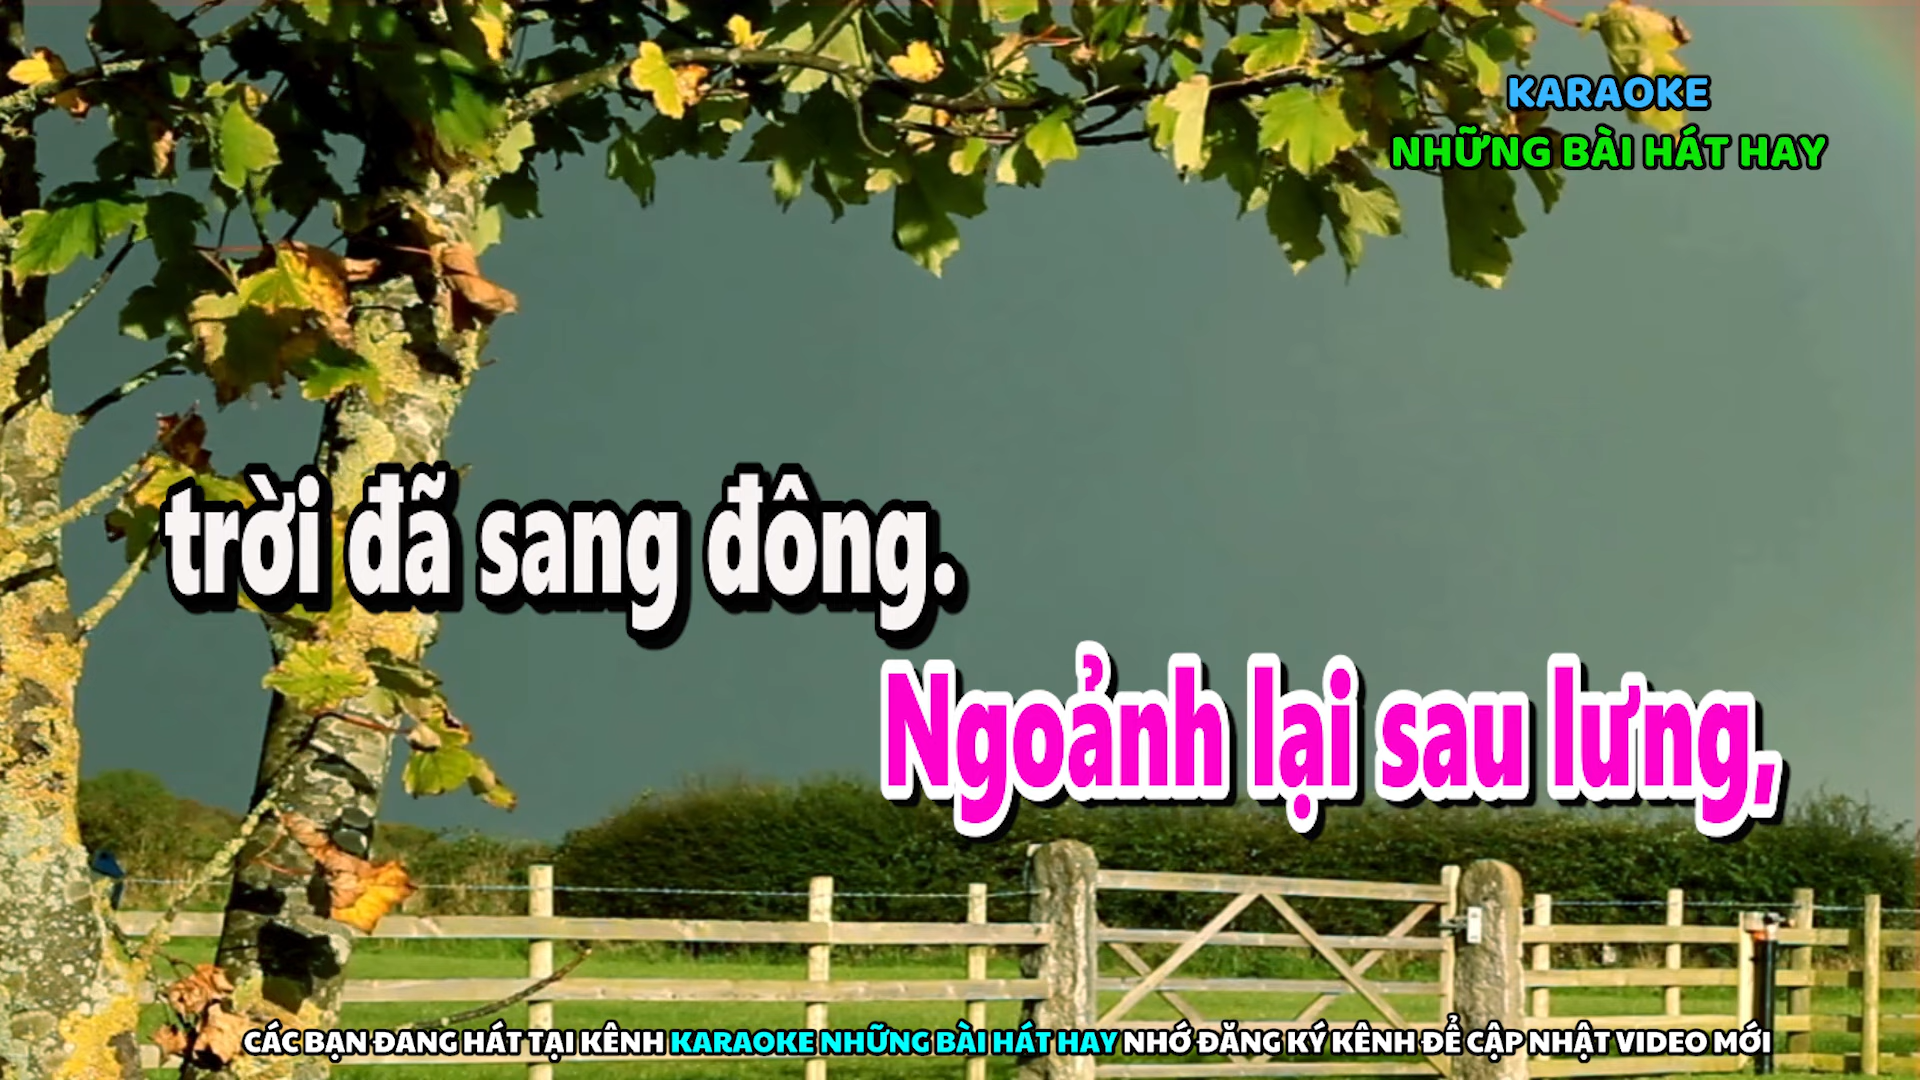 KARAOKE
NHỮNG BÀI HÁT HAY
trời đã sang đông.
Ngoảnh lại sau lưng,
CÁC BẠN ĐANG HÁT TẠI KÊNH KARAOKE NHỮNG BÀI HÁT HAY NHỚ ĐĂNG KÝ KÊNH ĐỂ CẬP NHẬT VIDEO MỚI